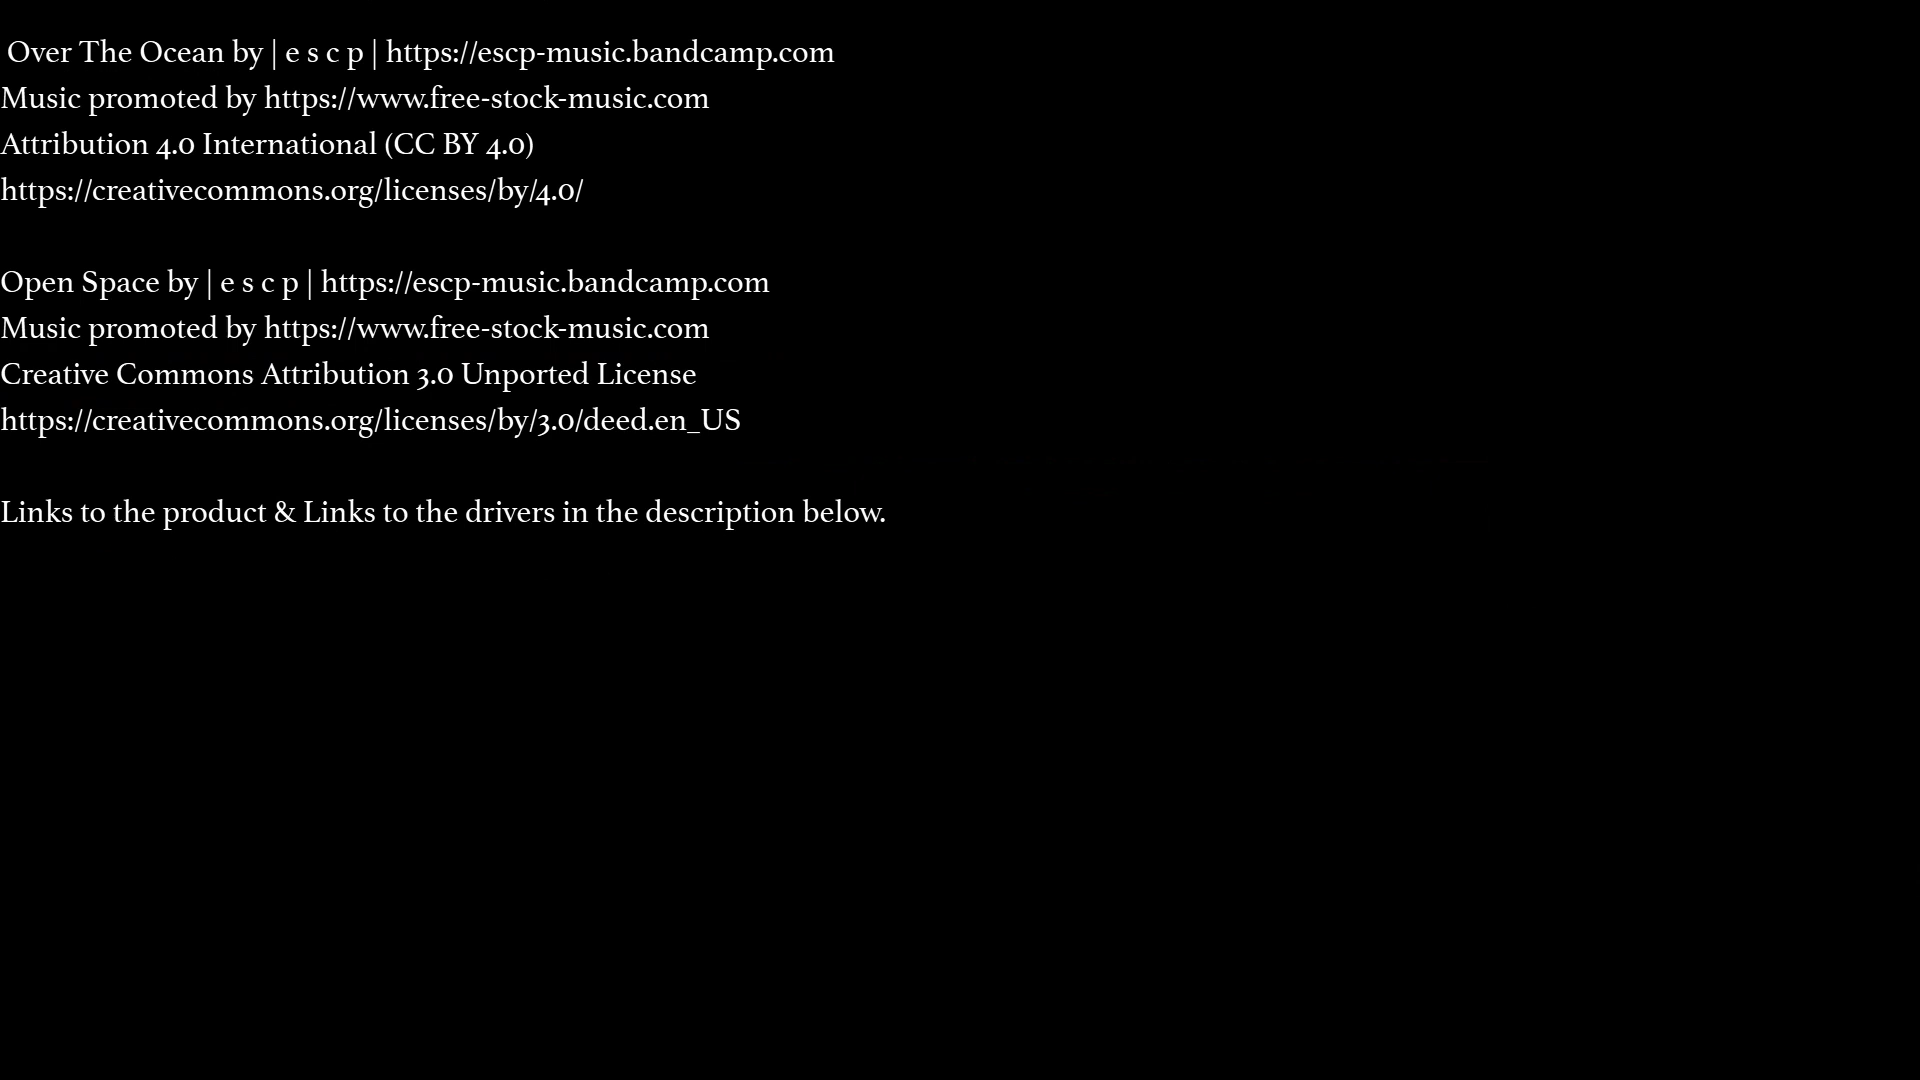 Over The Ocean by | e s c p | https://escp-music.bandcamp.com
Music promoted by https://www.free-stock-music.com
Attribution 4.0 International (CC BY 4.0)
https://creativecommons.org/licenses/by/4.0/
Open Space by | e s c p | https://escp-music.bandcamp.com
Music promoted by https://www.free-stock-music.com
Creative Commons Attribution 3.0 Unported License
https://creativecommons.org/licenses/by/3.0/deed.en_US
Links to the product & Links to the drivers in the description below.